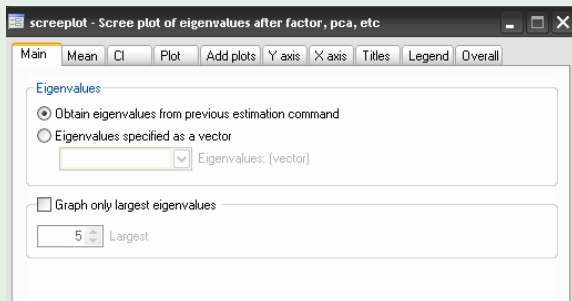 screeplot - Scree plot of eigenvalues after factor, pca, etc
Main Mean CI Plot Add plots Y axis X axis Titles Legend Overall
Eigenvalues
Obtain eigenvalues from previous estimation command
Eigenvalues specified as a vector
Eigenvalues: (vector)
Graph only largest eigenvalues
5 Largest